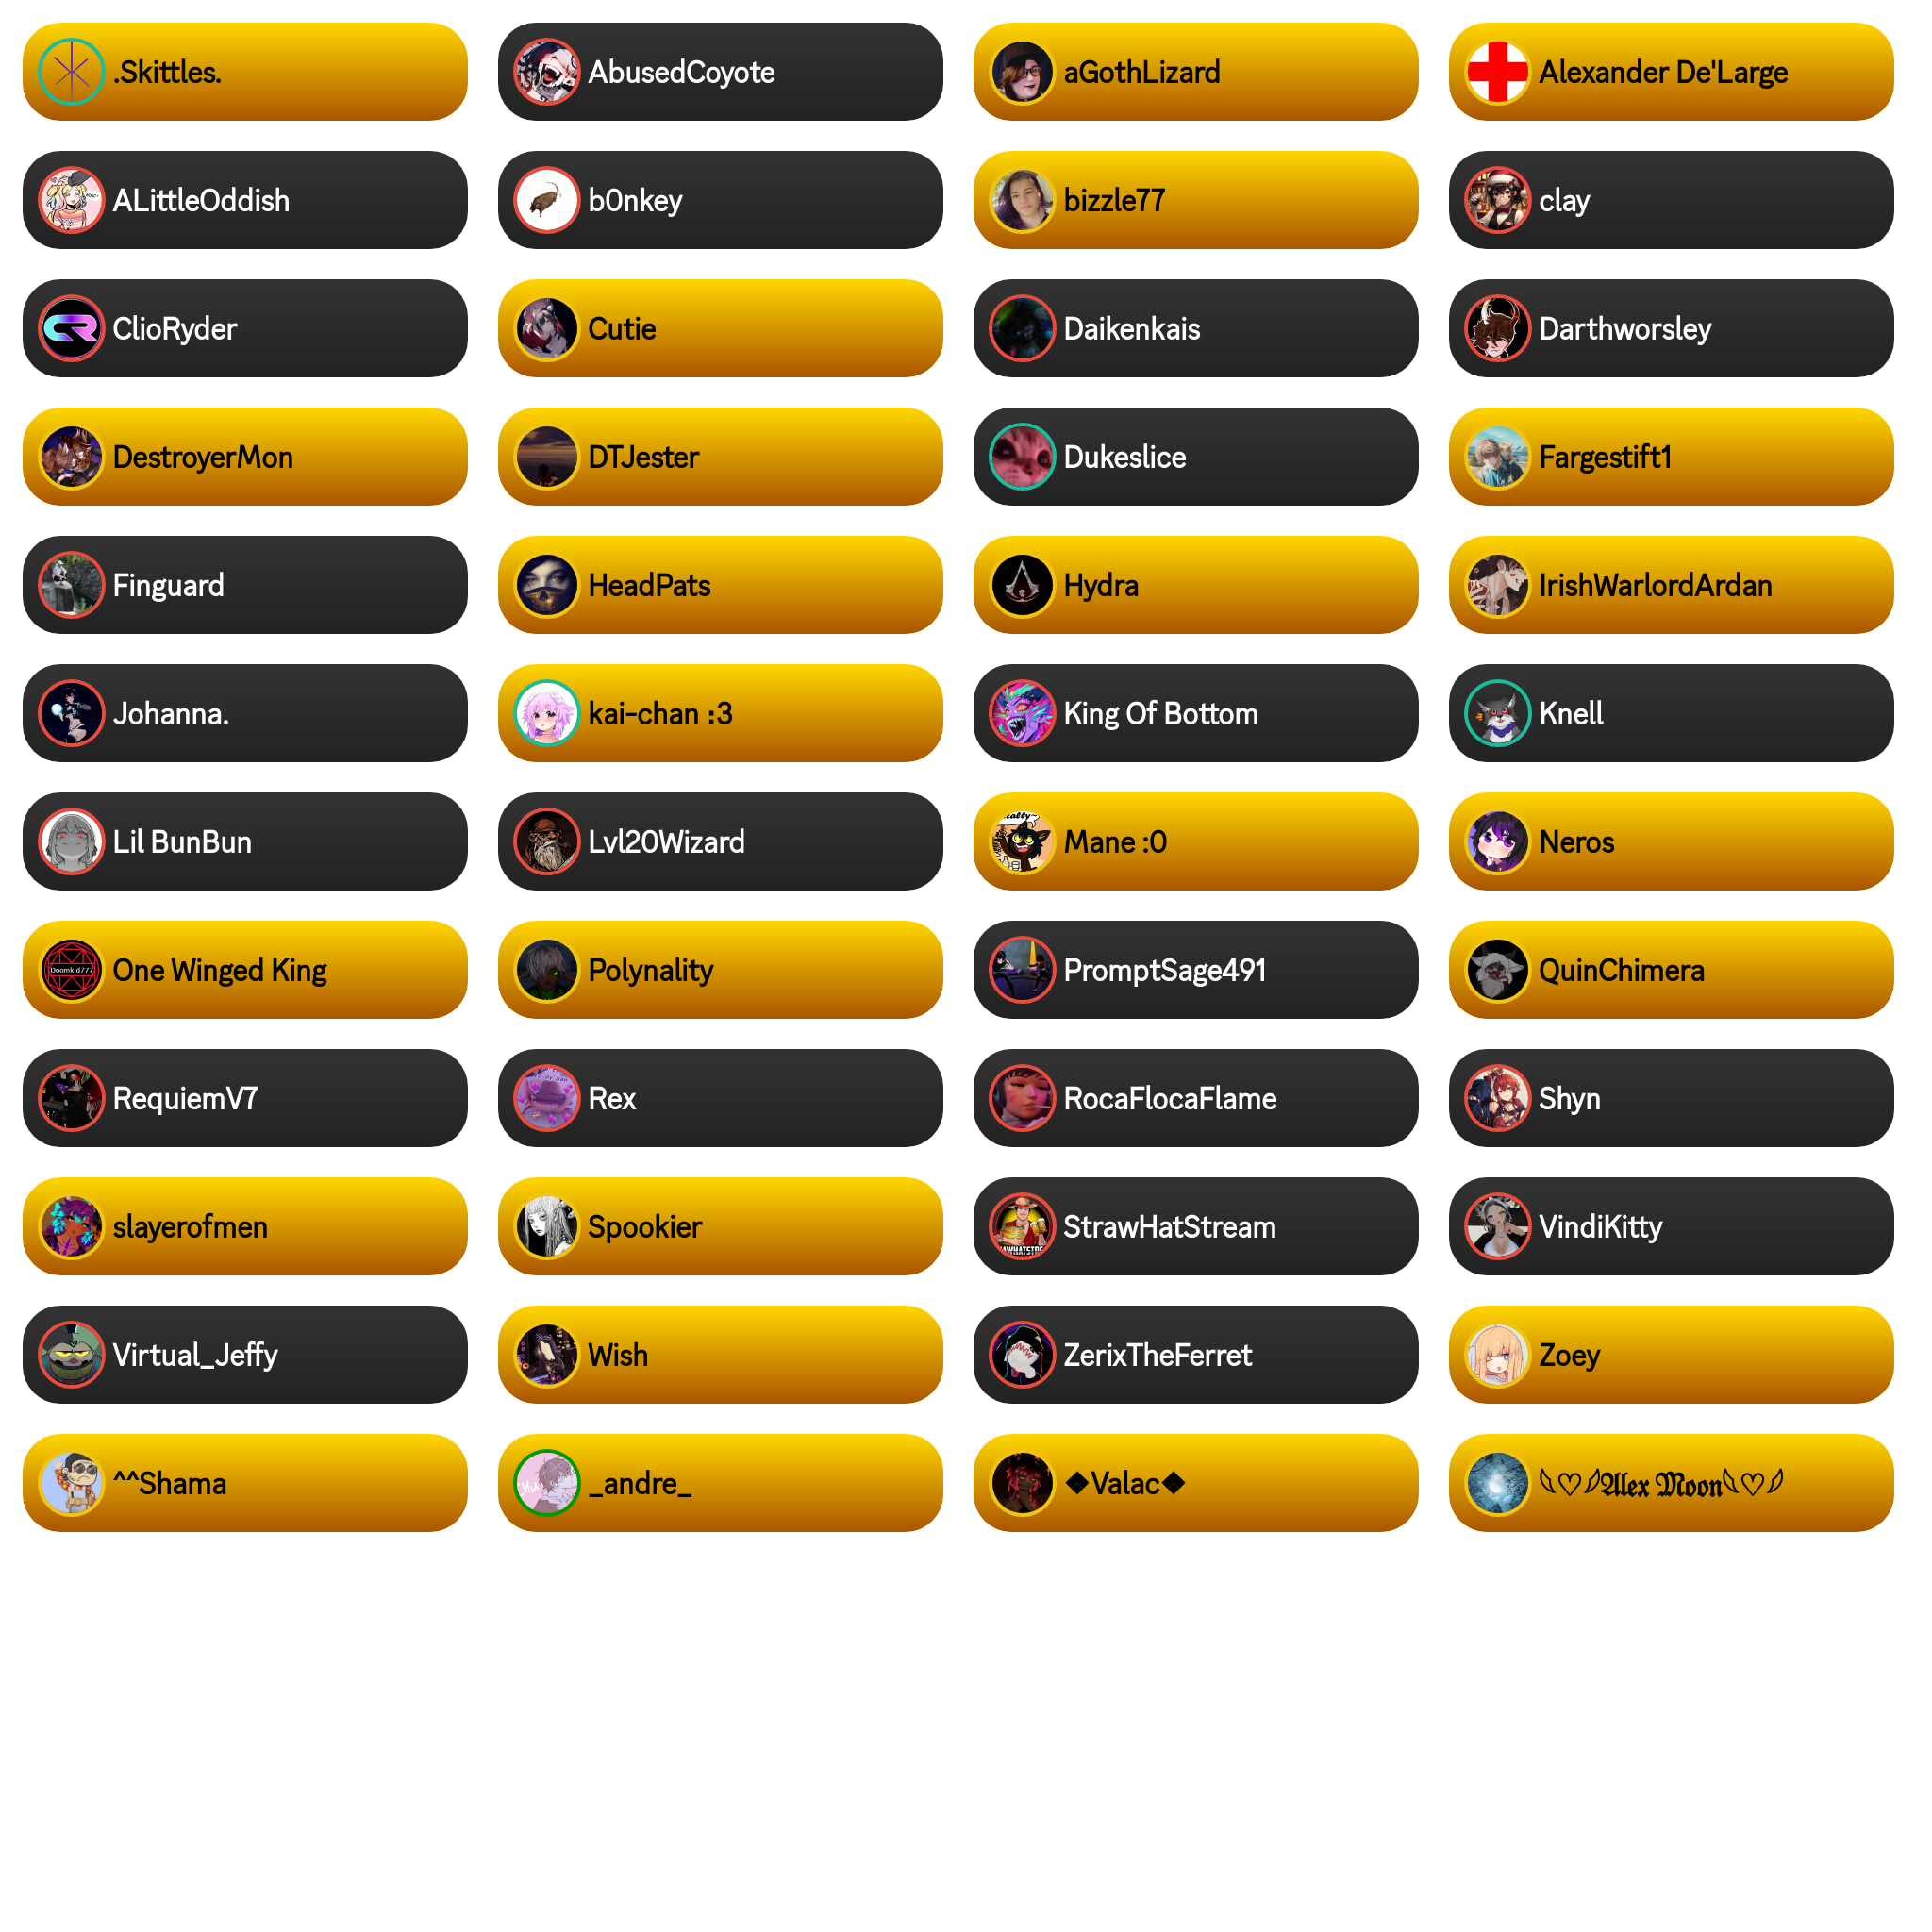 .Skittles.
AbusedCoyote
aGothLizard
Alexander De'Large
ALittleOddish
b0nkey
bizzle77
clay
ClioRyder
Cutie
Daikenkais
Darthworsley
DestroyerMon
DTJester
Dukeslice
Fargestift1
Finguard
HeadPats
Hydra
IrishWarlordArdan
Johanna.
kai-chan :3
King Of Bottom
Knell
Lil BunBun
Lvl20Wizard
Mane :0
Neros
Doomkid777
One Winged King
Polynality
PromptSage491
QuinChimera
RequiemV7
Rex
RocaFlocaFlame
Shyn
slayerofmen
Spookier
StrawHatStream
VindiKitty
Virtual_Jeffy
Wish
ZerixTheFerret
Zoey
^^Shama
_andre_
❖Valac❖
𓆩♡𓆪𝕬𝖑𝖊𝖝 𝕸𝖔𝖔𝖓𓆩♡𓆪